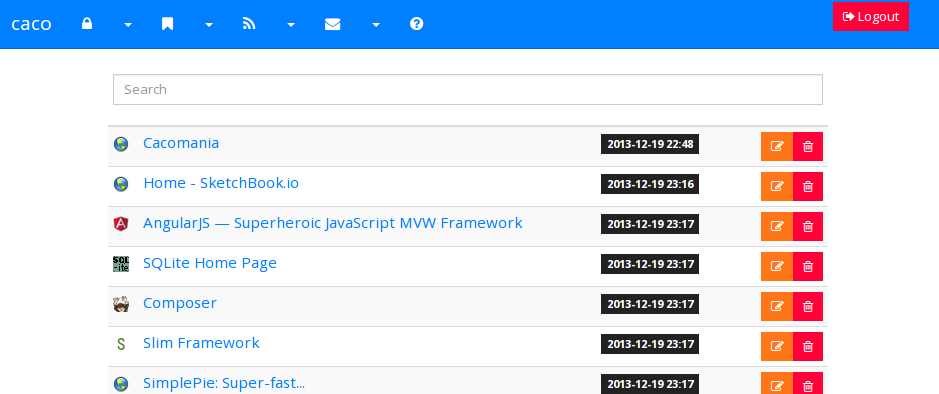 caco Logout
Search
Cacomania 2013-12-19 22:48
Home - SketchBook.io 2013-12-19 23:16
AngularJS — Superheroic JavaScript MVW Framework 2013-12-19 23:17
SQLite Home Page 2013-12-19 23:17
Composer 2013-12-19 23:17
S Slim Framework 2013-12-19 23:17
SimplePie: Super-fast... 2013-12-19 23:17